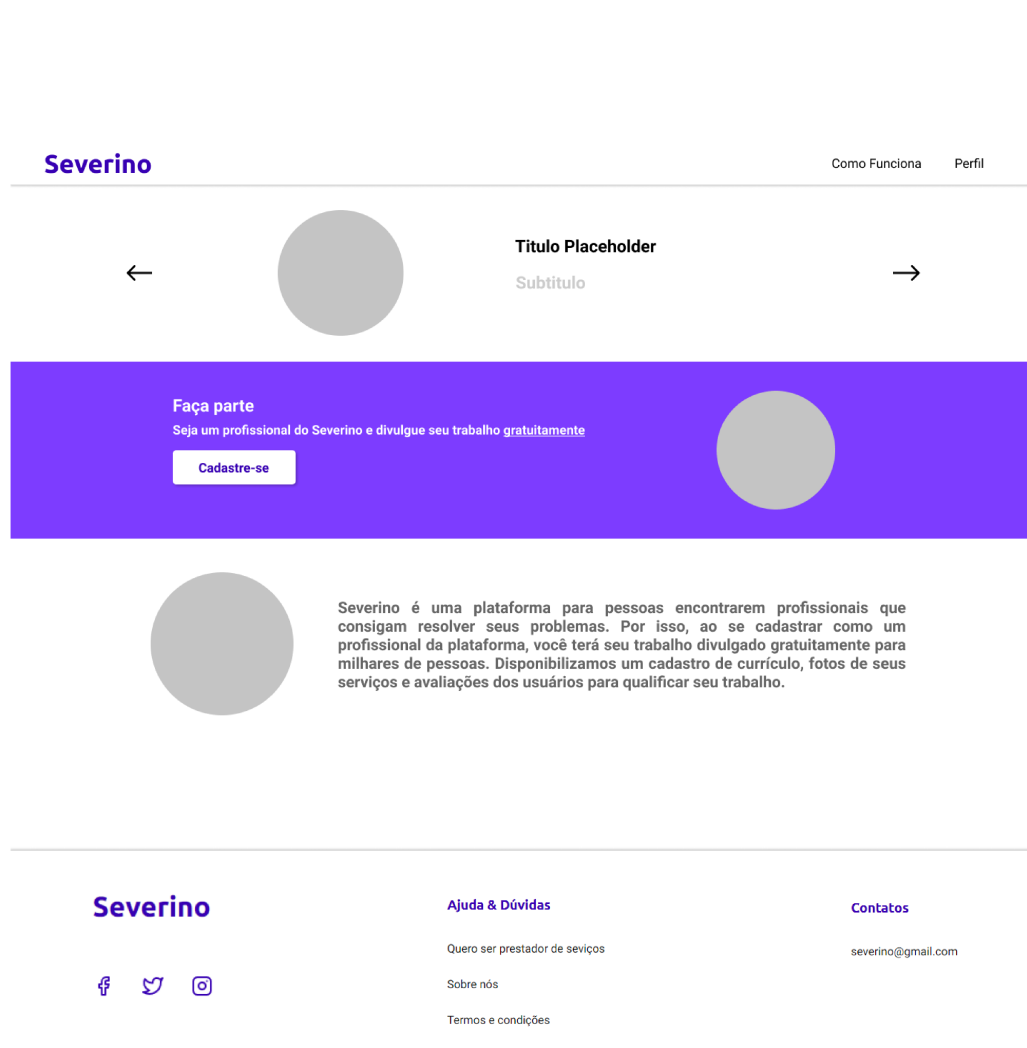 Severino
Como Funciona
Perfil
Titulo Placeholder
Subtitulo
Faça parte
Seja um profissional do Severino e divulgue seu trabalho gratuitamente
Cadastre-se
Severino é uma plataforma para pessoas encontrarem profissionais que
consigam resolver seus problemas. Por isso, ao se cadastrar como um
profissional da plataforma, você terá seu trabalho divulgado gratuitamente para
milhares de pessoas. Disponibilizamos um cadastro de currículo, fotos de seus
serviços e avaliações dos usuários para qualificar seu trabalho.
Severino
Ajuda & Dúvidas
Quero ser prestador de seviços
Sobre nós
Termos e condições
Contatos
severino@gmail.com